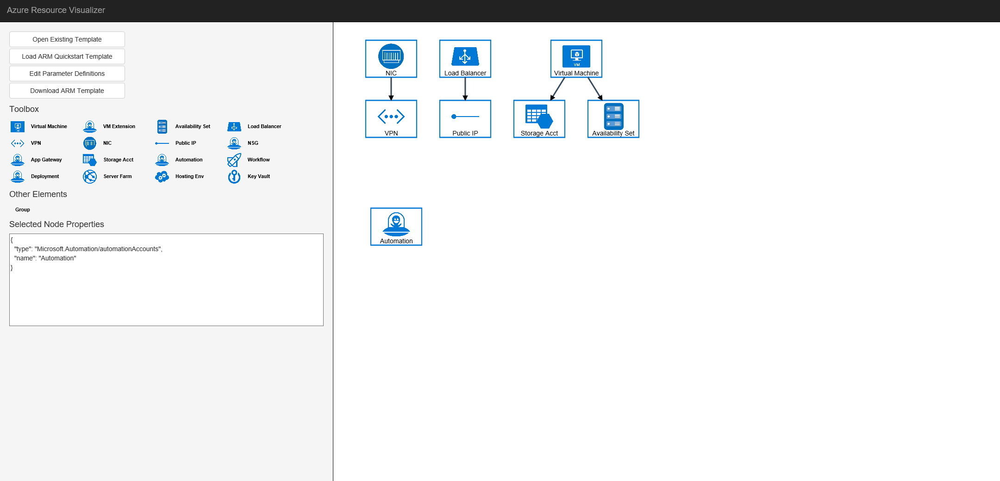 Azure Resource Visualizer
Open Existing Template
Load ARM Quickstart Template
Edit Parameter Definitions
Download ARM Template
Toolbox
Virtual Machine
VM Extension
Availability Set
Load Balancer
VPN
NIC
Public IP
NSG
App Gateway
Storage Acct
Automation
Workflow
Deployment
Server Farm
Hosting Env
Key Vault
Other Elements
Group
Selected Node Properties
{
"type": "Microsoft.Automation/automationAccounts",
"name": "Automation"
}
NIC
Load Balancer
VM
Virtual Machine
VPN
Public IP
Storage Acct
Availability Set
Automation